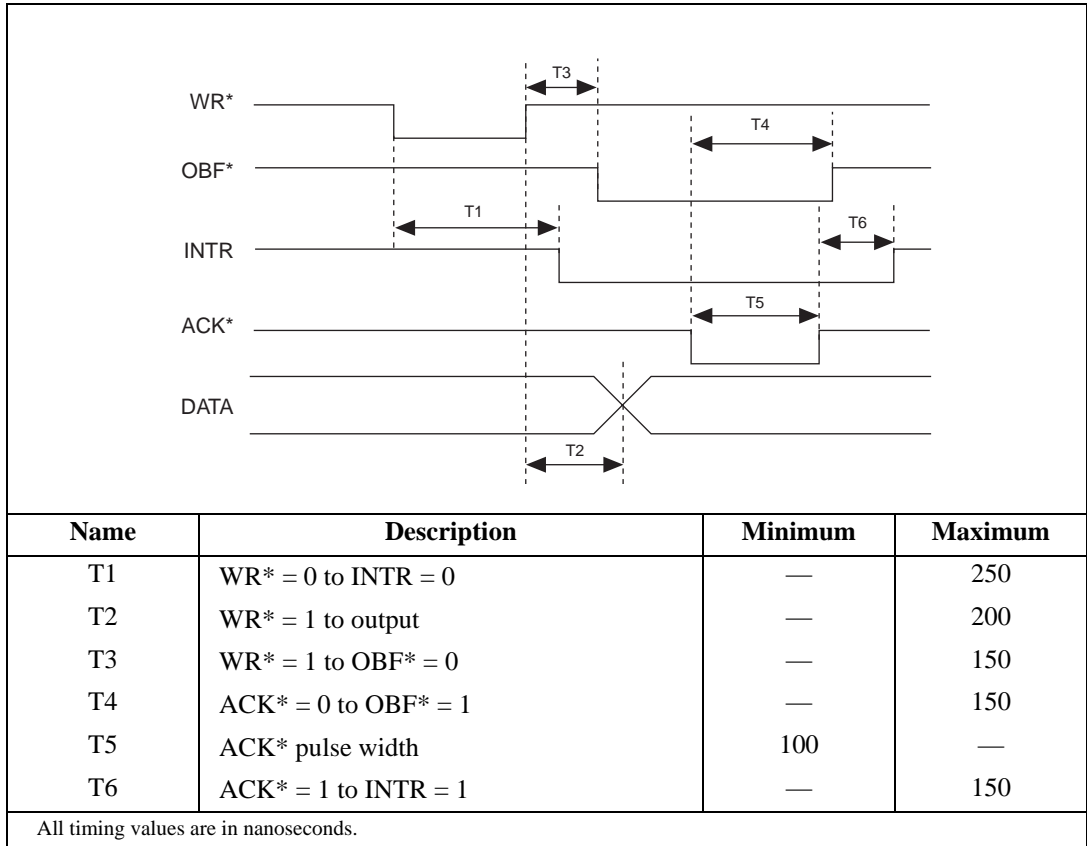 T3
WR*
T4
OBF*
T1
T6
INTR
T5
ACK*
DATA
T2
Name Description Minimum Maximum
T1 WR* = 0 to INTR = 0 — 250
T2 WR* = 1 to output — 200
T3 WR* = 1 to OBF* = 0 — 150
T4 ACK* = 0 to OBF* = 1 — 150
T5 ACK* pulse width 100 —
T6 ACK* = 1 to INTR = 1 — 150
All timing values are in nanoseconds.